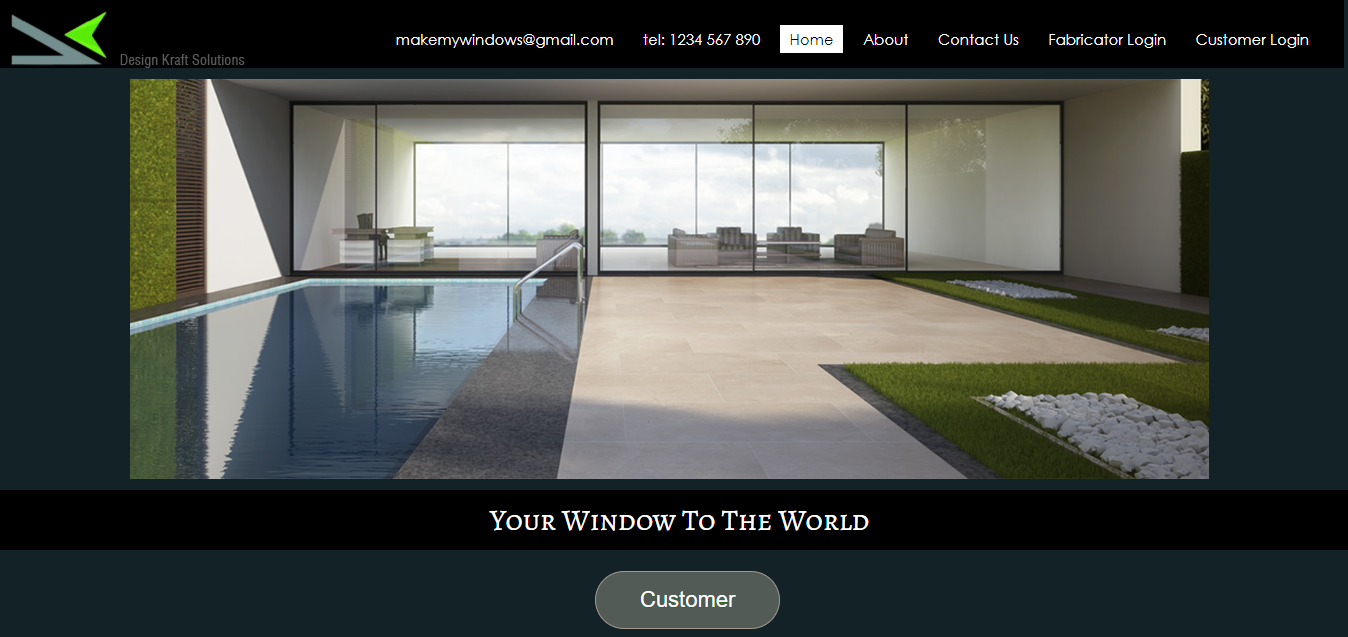 makemywindows@gmail.com tel: 1234 567 890 Home About Contact Us Fabricator Login Customer Login
Design Kraft Solutions
Your Window To The World
Customer